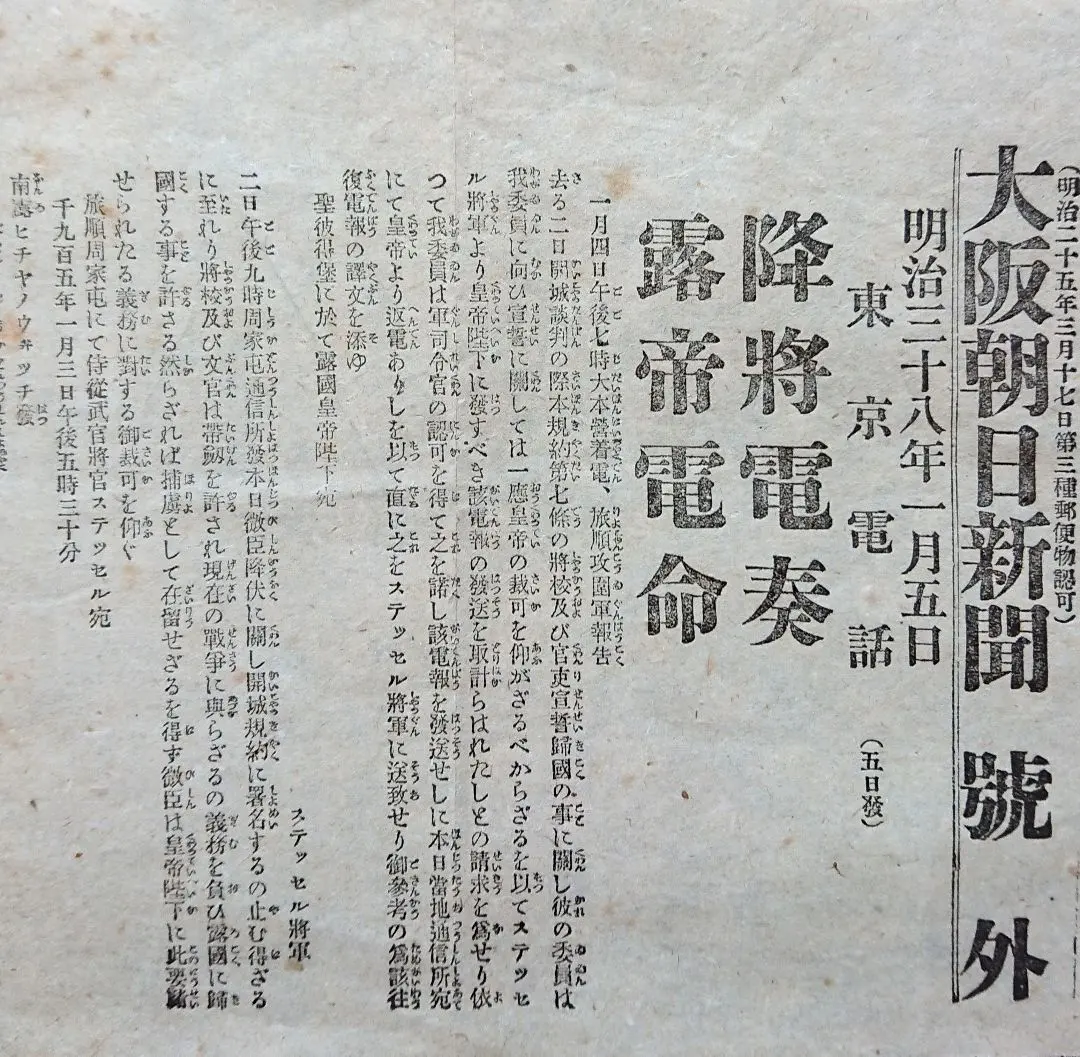 (明治二十五年三月十七日第三種郵便物認可)
大阪朝日新聞 號外
明治三十八年一月五日
東京電話 (五日發)
降將電奏
露帝電命
一月四日午後七時大本營着電、旅順攻圍軍報告
去る二日開城談判の際本規約第七條の將校及び官吏宣誓歸國の事に關し彼の委員は
我委員に向ひ宣誓に關しては一應皇帝の裁可を仰がざるべからざるを以てステッセ
ル將軍より皇帝陛下に發すべき該電報の發送を取計らはれたしとの請求を爲せり依
つて我委員は軍司令官の認可を得て之を諾し該電報を發送せしに本日當地通信所宛
にて皇帝より返電ありしを以て直に之をステッセル將軍に送致せり御參考の爲該往
復電報の譯文を添ゆ
聖彼得堡に於て露國皇帝陛下宛
ステッセル將軍
二日午後九時周家屯通信所發本日微臣降伏に關し開城規約に署名するの止む得ざる
に至れり將校及び文官は帶劔を許され現在の戰爭に與らざるの義務を負ひ露國に歸
國する事を許さる然らざれば捕虜として在留せざるを得ず微臣は皇帝陛下に此要請
せられたる義務に對する御裁可を仰ぐ
旅順周家屯にて侍從武官將官ステッセル宛
千九百五年一月三日午後五時三十分
南濤ヒチヤノウ井ッチ發